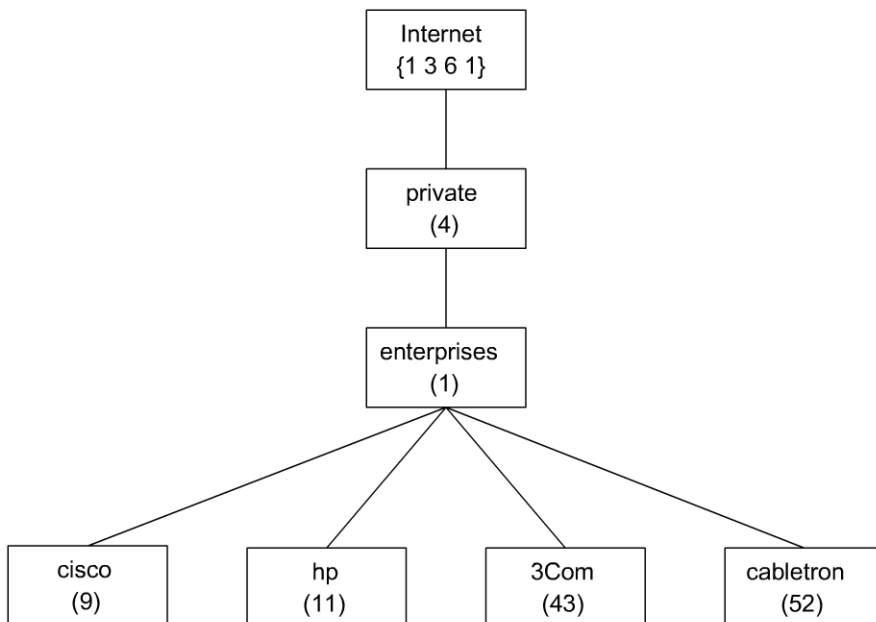 Internet
{1 3 6 1}
private
(4)
enterprises
(1)
cisco
(9)
hp
(11)
3Com
(43)
cabletron
(52)